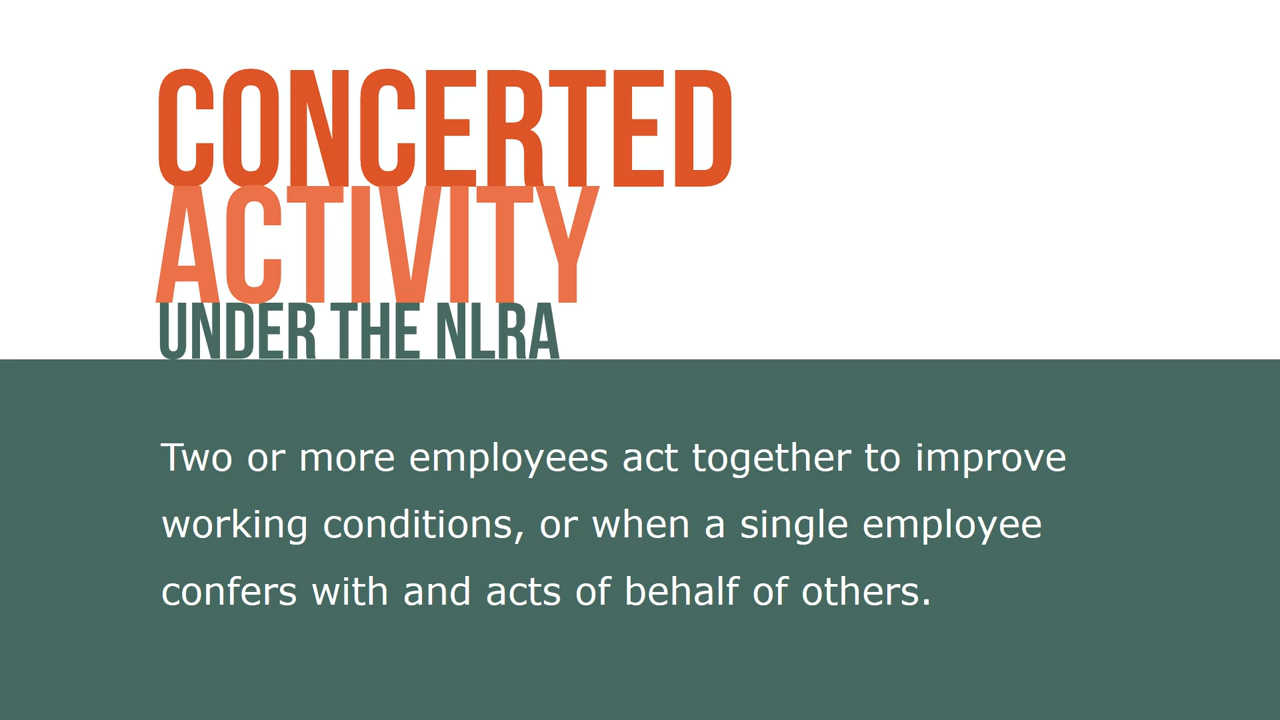 CONCERTED
ACTIVITY
UNDER THE NLRA
Two or more employees act together to improve
working conditions, or when a single employee
confers with and acts of behalf of others.